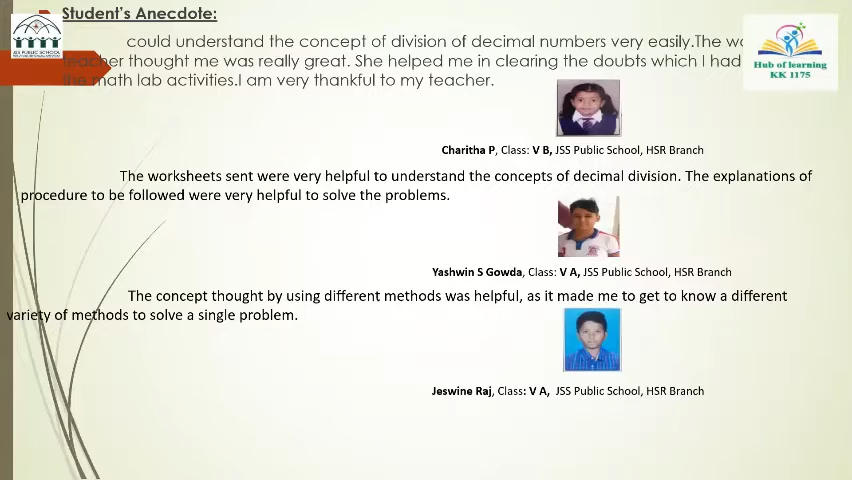 Student's Anecdote:
JSS PUBLIC SCHOOL
could understand the concept of division of decimal numbers very easily.The
thought me was really great. She helped me in clearing the doubts which I had
the math lab activities.I am very thankful to my teacher.
Hub of learning
KK 1175
Charitha P, Class: V B, JSS Public School, HSR Branch
The worksheets sent were very helpful to understand the concepts of decimal division. The explanations of
procedure to be followed were very helpful to solve the problems.
Yashwin S Gowda, Class: V A, JSS Public School, HSR Branch
The concept thought by using different methods was helpful, as it made me to get to know a different
variety of methods to solve a single problem.
Jeswine Raj, Class: V A, JSS Public School, HSR Branch